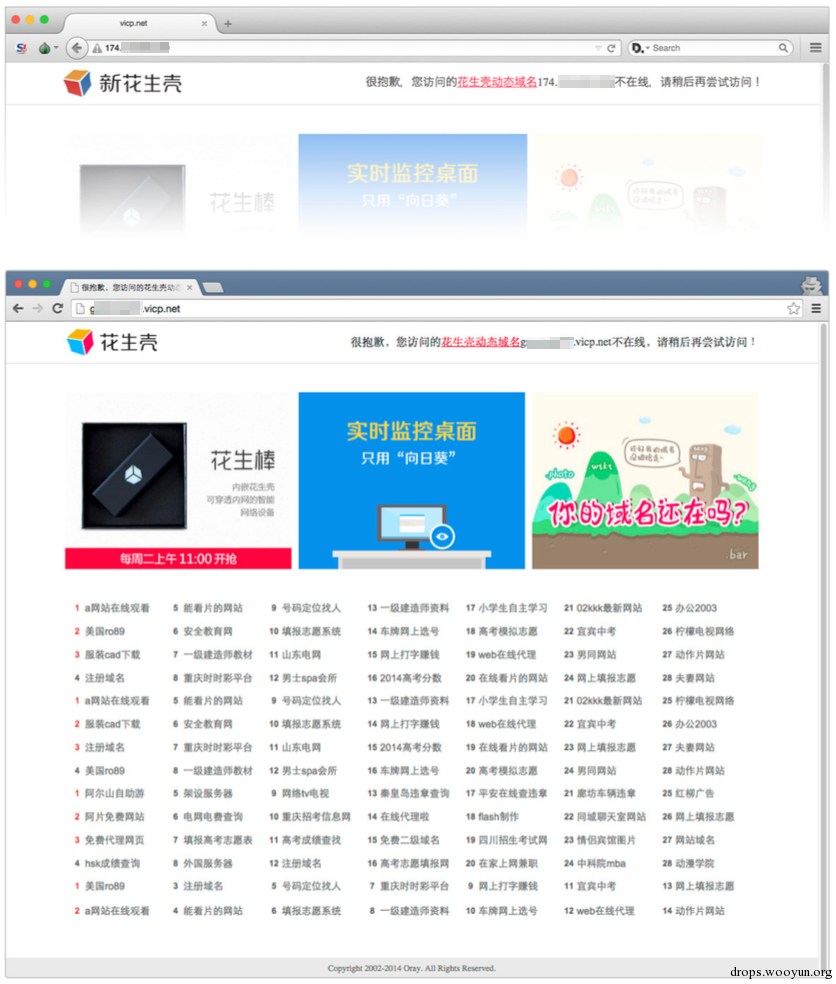 vicp.net
174.
Search
新花生壳
很抱歉，您访问的花生壳动态域名174. 不在线，请稍后再尝试访问！
花生棒
实时监控桌面
只用“向日葵”
很抱歉，您访问的花生壳动态
g .vicp.net
花生壳
很抱歉，您访问的花生壳动态域名g .vicp.net不在线，请稍后再尝试访问！
花生棒
内嵌花生壳
可穿透内网的智能
网络设备
每周二上午 11:00 开抢
实时监控桌面
只用“向日葵”
.photo
.wiki
.wang
你的域名还在吗?
.bar
1 a网站在线观看 5 能看片的网站 9 号码定位找人 13 一级建造师资料 17 小学生自主学习 21 02kkk最新网站 25 办公2003
2 美国ro89 6 安全教育网 10 填报志愿系统 14 车牌网上选号 18 高考模拟志愿 22 宜宾中考 26 柠檬电视网络
3 服装cad下载 7 一级建造师教材 11 山东电网 15 网上打字赚钱 19 web在线代理 23 男同网站 27 动作片网站
4 注册域名 8 重庆时时彩平台 12 男士spa会所 16 2014高考分数 20 在线看片的网站 24 网上填报志愿 28 夫妻网站
1 a网站在线观看 5 能看片的网站 9 号码定位找人 13 一级建造师资料 17 小学生自主学习 21 02kkk最新网站 25 柠檬电视网络
2 服装cad下载 6 安全教育网 10 填报志愿系统 14 网上打字赚钱 18 web在线代理 22 宜宾中考 26 办公2003
3 注册域名 7 重庆时时彩平台 11 山东电网 15 2014高考分数 19 在线看片的网站 23 网上填报志愿 27 夫妻网站
4 美国ro89 8 一级建造师教材 12 男士spa会所 16 车牌网上选号 20 高考模拟志愿 24 男同网站 28 动作片网站
1 阿尔山自助游 5 架设服务器 9 网络tv电视 13 秦皇岛违章查询 17 平安在线查违章 21 廊坊车辆违章 25 红柳广告
2 阿片免费网站 6 电网电费查询 10 重庆招考信息网 14 在线代理啦 18 flash制作 22 同城聊天室网站 26 网上填报志愿
3 免费代理网页 7 填报高考志愿表 11 高考成绩查找 15 免费二级域名 19 四川招生考试网 23 情侣宾馆图片 27 网站域名
4 hsk成绩查询 8 外国服务器 12 注册域名 16 高考志愿填报网 20 在家上网兼职 24 中科院mba 28 动漫学院
1 美国ro89 3 注册域名 5 号码定位找人 7 重庆时时彩平台 9 网上打字赚钱 11 宜宾中考 13 网上填报志愿
2 a网站在线观看 4 能看片的网站 6 填报志愿系统 8 一级建造师资料 10 车牌网上选号 12 web在线代理 14 动作片网站
Copyright 2002-2014 Oray. All Rights Reserved.
drops.wooyun.org